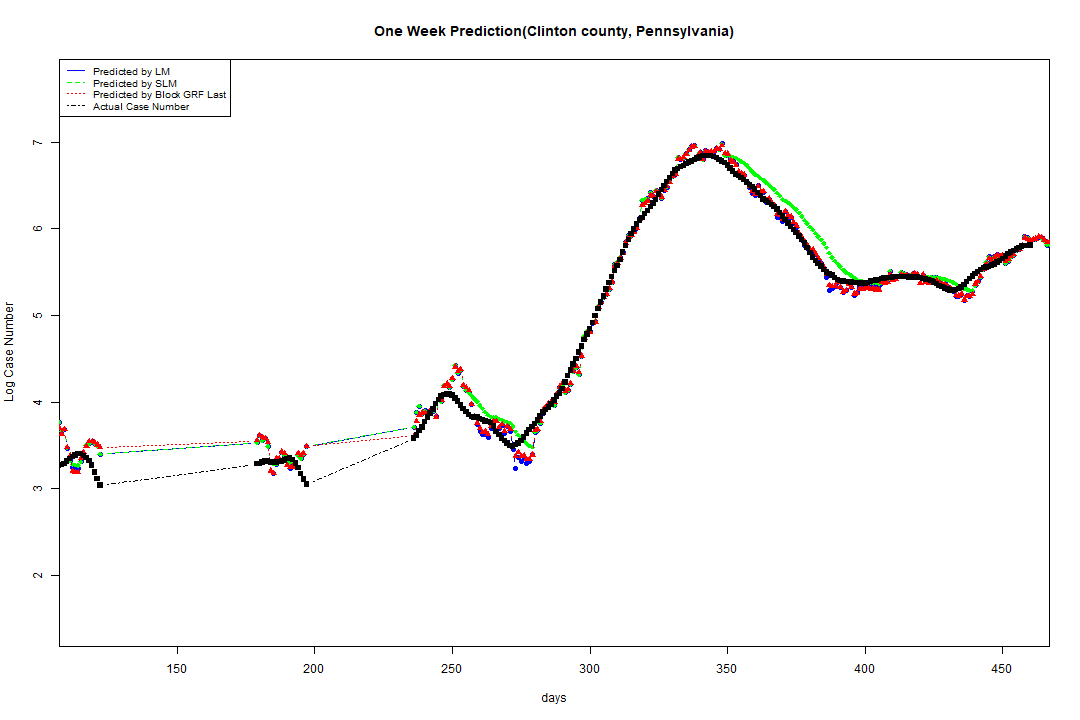 One Week Prediction(Clinton county, Pennsylvania)
Predicted by LM
Predicted by SLM
Predicted by Block GRF Last
Actual Case Number
7
6
5
4
3
2
Log Case Number
150 200 250 300 350 400 450
days